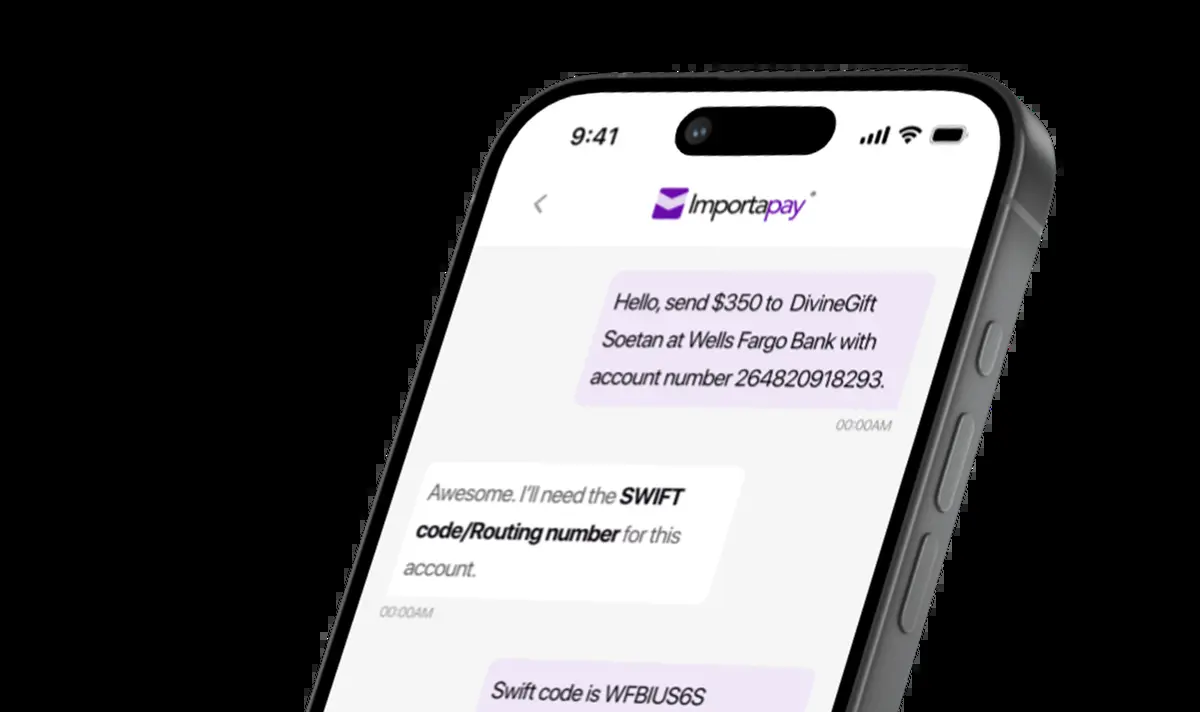 9:41
Importapay
Hello, send $350 to DivineGift
Soetan at Wells Fargo Bank with
account number 264820918293.
00:00AM
Awesome. I'll need the SWIFT
code/Routing number for this
account.
00:00AM
Swift code is WFBIUS6S